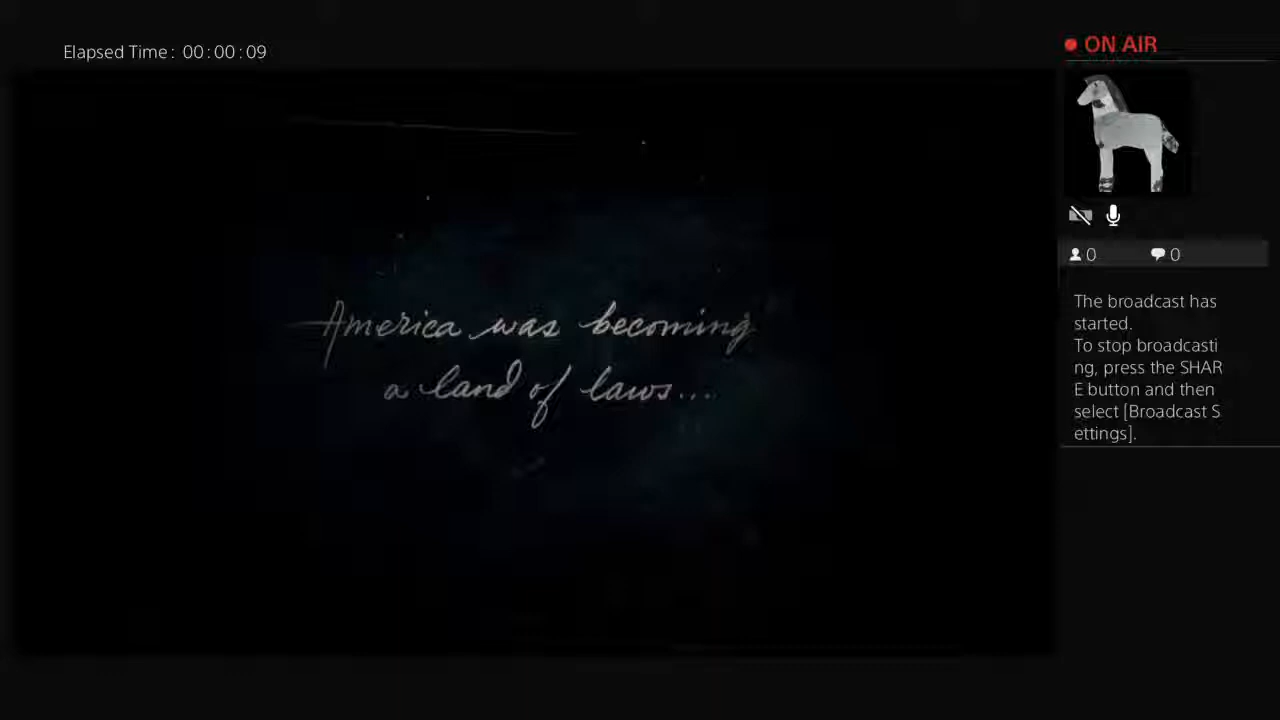 Elapsed Time: 00:00:09
ON AIR
America was becoming
a land of laws...
0 0
The broadcast has
started.
To stop broadcasti
ng, press the SHAR
E button and then
select [Broadcast S
ettings].